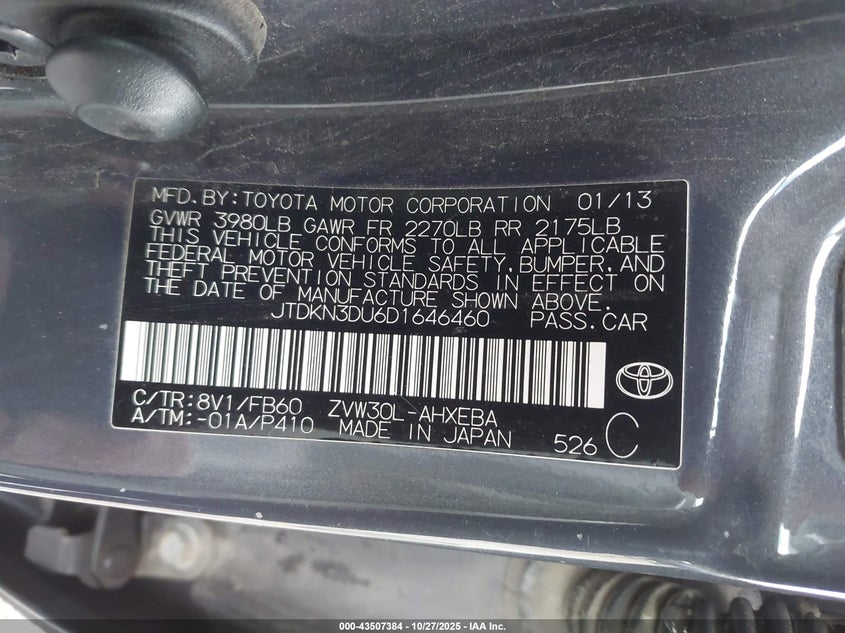 MFD. BY: TOYOTA MOTOR CORPORATION 01/13
GVWR 3980LB GAWR FR 2270LB RR 2175LB
THIS VEHICLE CONFORMS TO ALL APPLICABLE
FEDERAL MOTOR VEHICLE SAFETY, BUMPER, AND
THEFT PREVENTION STANDARDS IN EFFECT ON
THE DATE OF MANUFACTURE SHOWN ABOVE.
JTDKN3DU6D1646460 PASS. CAR
C/TR: 8V1/FB60 ZVW30L-AHXEBA
A/TM: -01A/P410 MADE IN JAPAN 526 C
000-43507384 - 10/27/2025 - IAA Inc.